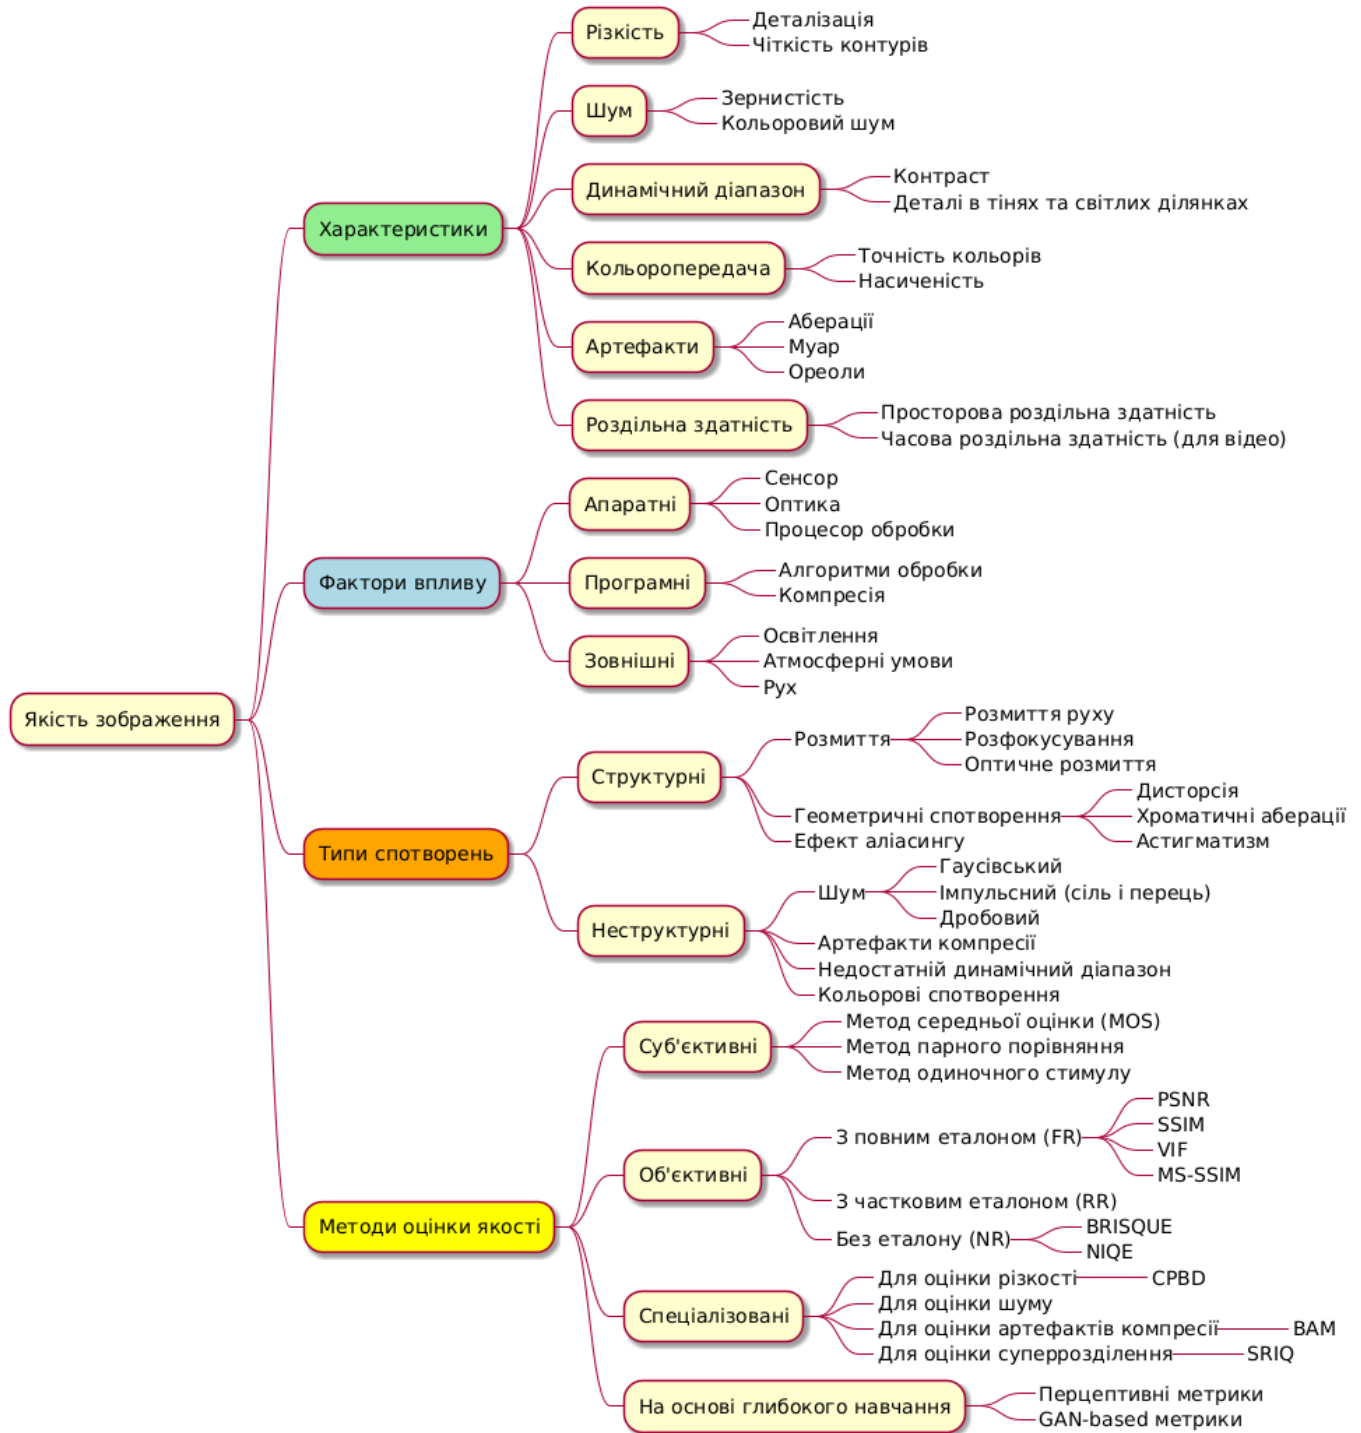 Якість зображення
Характеристики
Різкість
Деталізація
Чіткість контурів
Шум
Зернистість
Кольоровий шум
Динамічний діапазон
Контраст
Деталі в тінях та світлих ділянках
Кольоропередача
Точність кольорів
Насиченість
Артефакти
Аберації
Муар
Ореоли
Роздільна здатність
Просторова роздільна здатність
Часова роздільна здатність (для відео)
Фактори впливу
Апаратні
Сенсор
Оптика
Процесор обробки
Програмні
Алгоритми обробки
Компресія
Зовнішні
Освітлення
Атмосферні умови
Рух
Типи спотворень
Структурні
Розмиття
Розмиття руху
Розфокусування
Оптичне розмиття
Геометричні спотворення
Дисторсія
Хроматичні аберації
Астигматизм
Ефект аліасингу
Неструктурні
Шум
Гаусівський
Імпульсний (сіль і перець)
Дробовий
Артефакти компресії
Недостатній динамічний діапазон
Кольорові спотворення
Методи оцінки якості
Суб'єктивні
Метод середньої оцінки (MOS)
Метод парного порівняння
Метод одиночного стимулу
Об'єктивні
З повним еталоном (FR)
PSNR
SSIM
VIF
MS-SSIM
З частковим еталоном (RR)
Без еталону (NR)
BRISQUE
NIQE
Спеціалізовані
Для оцінки різкості
CPBD
Для оцінки шуму
Для оцінки артефактів компресії
BAM
Для оцінки суперрозділення
SRIQ
На основі глибокого навчання
Перцептивні метрики
GAN-based метрики